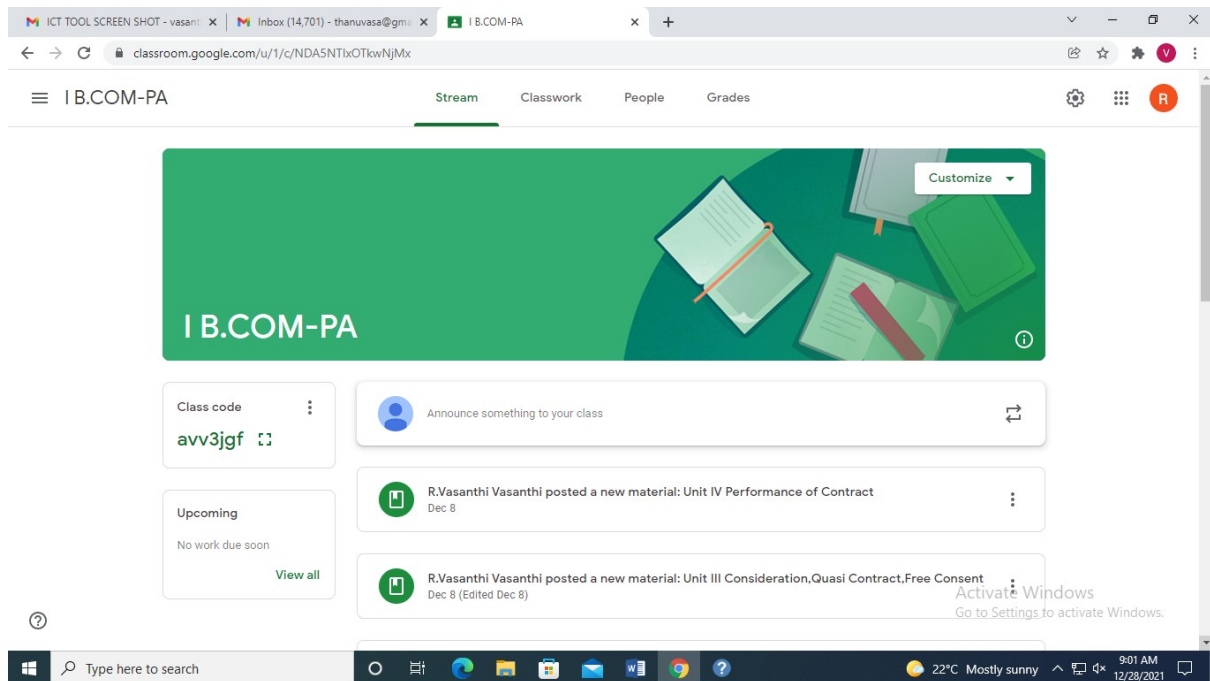 ICT TOOL SCREEN SHOT - vasant
Inbox (14,701) - thanuvasa@gma
I B.COM-PA
classroom.google.com/u/1/c/NDA5NTIxOTkwNjMx
V
I B.COM-PA
Stream
Classwork
People
Grades
R
Customize
I B.COM-PA
Class code
avv3jgf
Announce something to your class
Upcoming
No work due soon
View all
R.Vasanthi Vasanthi posted a new material: Unit IV Performance of Contract
Dec 8
R.Vasanthi Vasanthi posted a new material: Unit III Consideration,Quasi Contract,Free Consent
Dec 8 (Edited Dec 8)
Activate Windows
Go to Settings to activate Windows.
Type here to search
22°C Mostly sunny
9:01 AM
12/28/2021